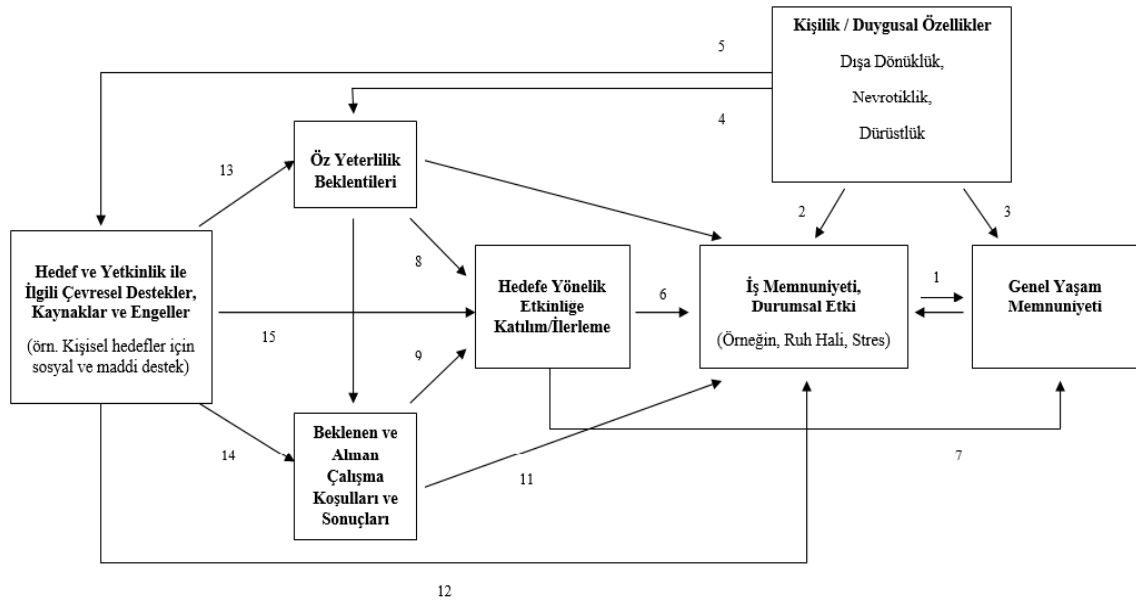 5
Kişilik / Duygusal Özellikler
Dışa Dönüklük,
Nevrotiklik,
Dürüstlük
4
13
Öz Yeterlilik
Beklentileri
2
3
Hedef ve Yetkinlik ile
İlgili Çevresel Destekler,
Kaynaklar ve Engeller
(örn. Kişisel hedefler için
sosyal ve maddi destek)
8
15
9
Hedefe Yönelik
Etkinliğe
Katılım/İlerleme
6
İş Memnuniyeti,
Durumsal Etki
(Örneğin, Ruh Hali, Stres)
1
Genel Yaşam
Memnuniyeti
14
Beklenen ve
Alınan
Çalışma
Koşulları ve
Sonuçları
11
7
12